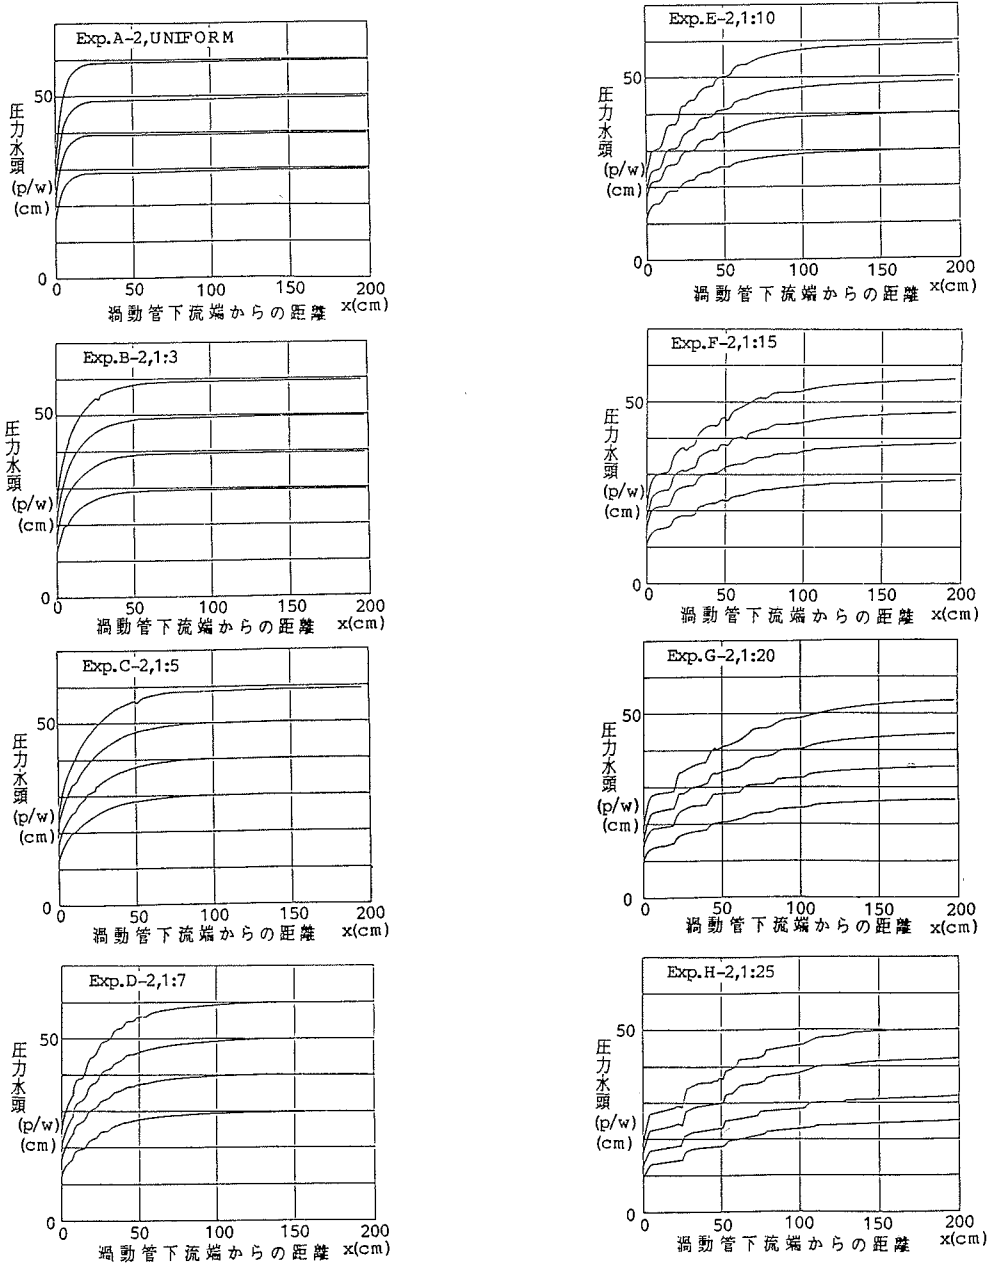 Exp.A-2,UNIFORM
圧力水頭
(p/w)
(cm)
50
0
0 50 100 150 200
渦動管下流端からの距離 x(cm)
Exp.B-2,1:3
圧力水頭
(p/w)
(cm)
50
0
0 50 100 150 200
渦動管下流端からの距離 x(cm)
Exp.C-2,1:5
圧力水頭
(p/w)
(cm)
50
0
0 50 100 150 200
渦動管下流端からの距離 x(cm)
Exp.D-2,1:7
圧力水頭
(p/w)
(cm)
50
0
0 50 100 150 200
渦動管下流端からの距離 x(cm)
Exp.E-2,1:10
圧力水頭
(p/w)
(cm)
50
0
0 50 100 150 200
渦動管下流端からの距離 x(cm)
Exp.F-2,1:15
圧力水頭
(p/w)
(cm)
50
0
0 50 100 150 200
渦動管下流端からの距離 x(cm)
Exp.G-2,1:20
圧力水頭
(p/w)
(cm)
50
0
0 50 100 150 200
渦動管下流端からの距離 x(cm)
Exp.H-2,1:25
圧力水頭
(p/w)
(cm)
50
0
0 50 100 150 200
渦動管下流端からの距離 x(cm)